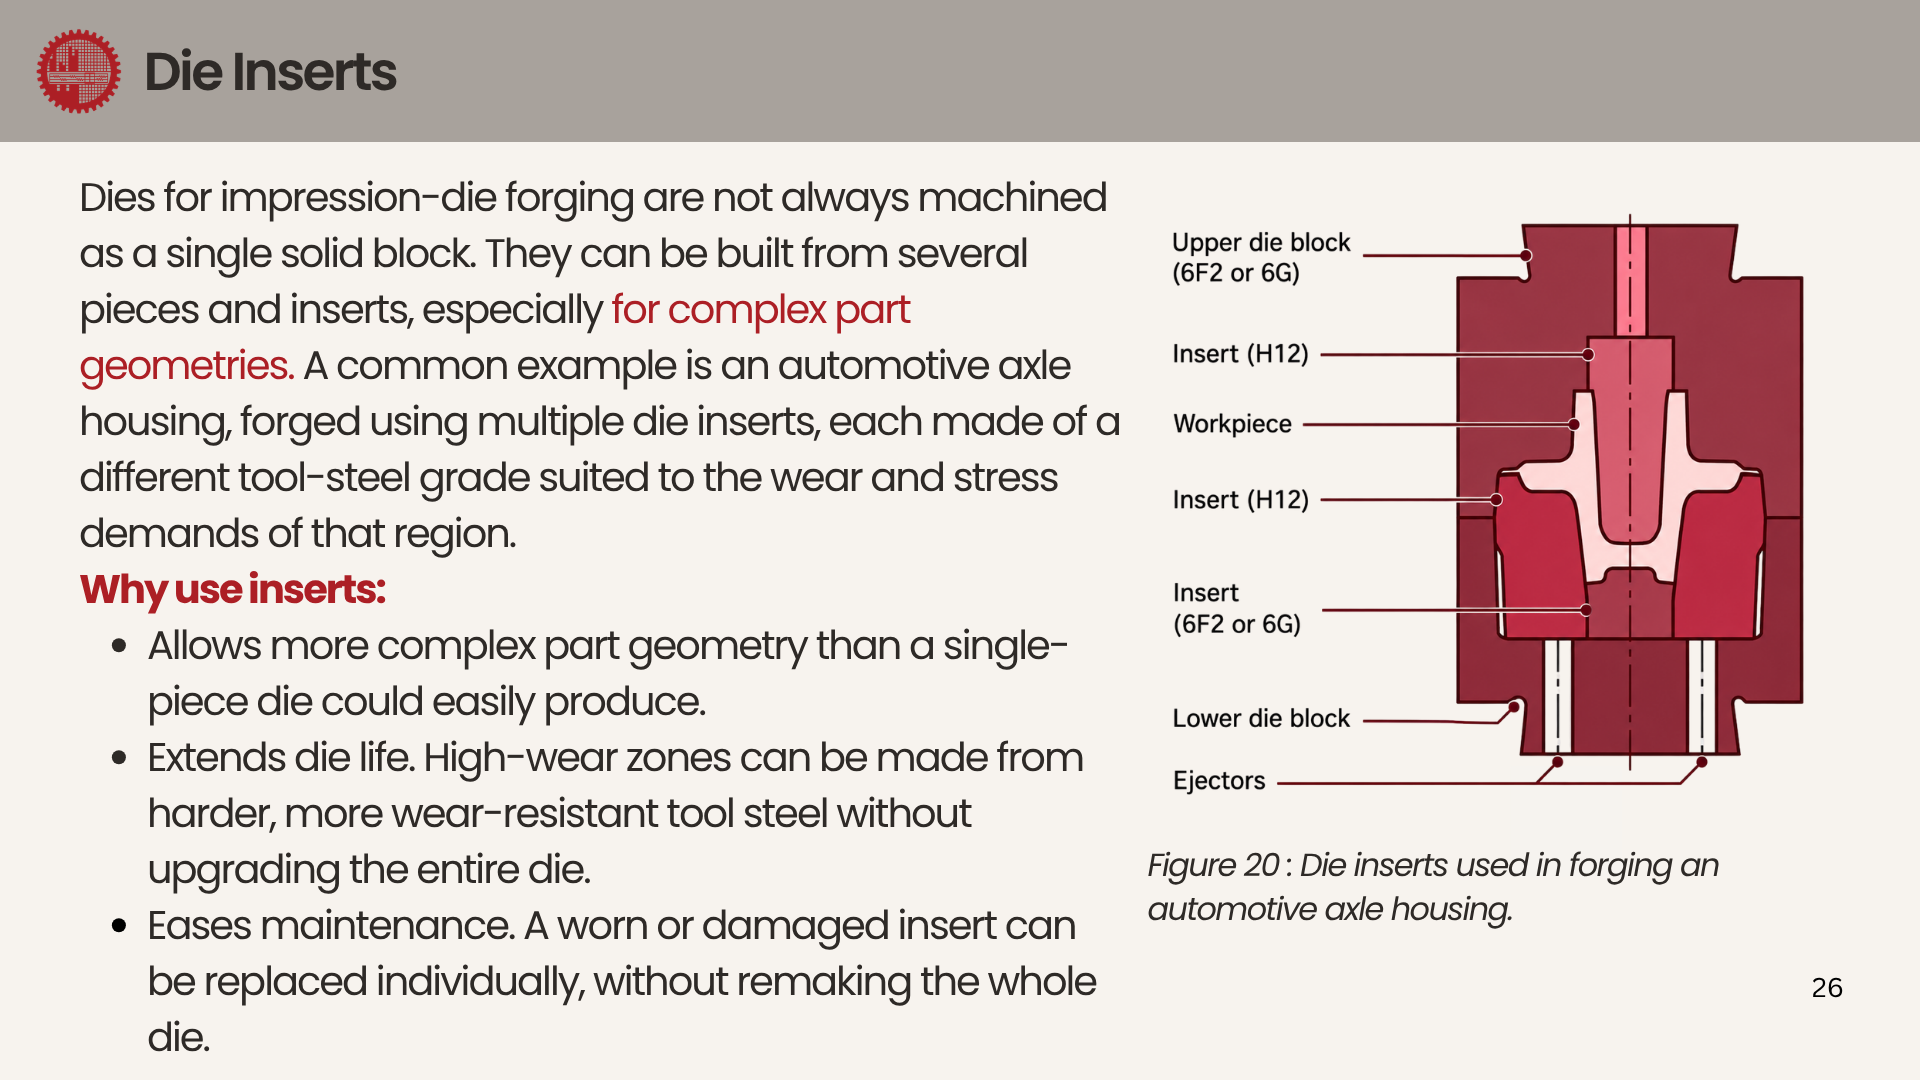 Die Inserts
Dies for impression-die forging are not always machined
as a single solid block. They can be built from several
pieces and inserts, especially for complex part
geometries. A common example is an automotive axle
housing, forged using multiple die inserts, each made of a
different tool-steel grade suited to the wear and stress
demands of that region.
Why use inserts:
• Allows more complex part geometry than a single-
piece die could easily produce.
• Extends die life. High-wear zones can be made from
harder, more wear-resistant tool steel without
upgrading the entire die.
• Eases maintenance. A worn or damaged insert can
be replaced individually, without remaking the whole
die.
Upper die block
(6F2 or 6G)
Insert (H12)
Workpiece
Insert (H12)
Insert
(6F2 or 6G)
Lower die block
Ejectors
Figure 20 : Die inserts used in forging an
automotive axle housing.
26